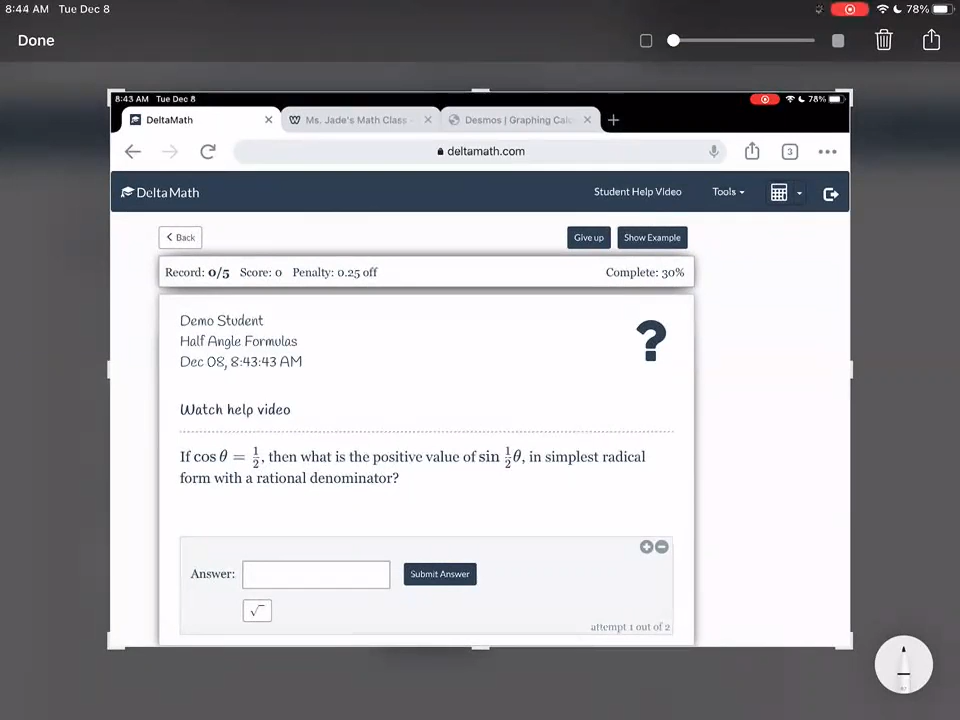 8:44 AM Tue Dec 8
78%
Done
8:43 AM Tue Dec 8
78%
DeltaMath
Ms. Jade's Math Class -
Desmos | Graphing Calc
deltamath.com
3
DeltaMath
Student Help Video
Tools
Back
Give up
Show Example
Record: 0/5 Score: 0 Penalty: 0.25 off
Complete: 30%
Demo Student
Half Angle Formulas
Dec 08, 8:43:43 AM
?
Watch help video
If cos θ = 1/2, then what is the positive value of sin 1/2 θ, in simplest radical
form with a rational denominator?
Answer:
Submit Answer
√
attempt 1 out of 2